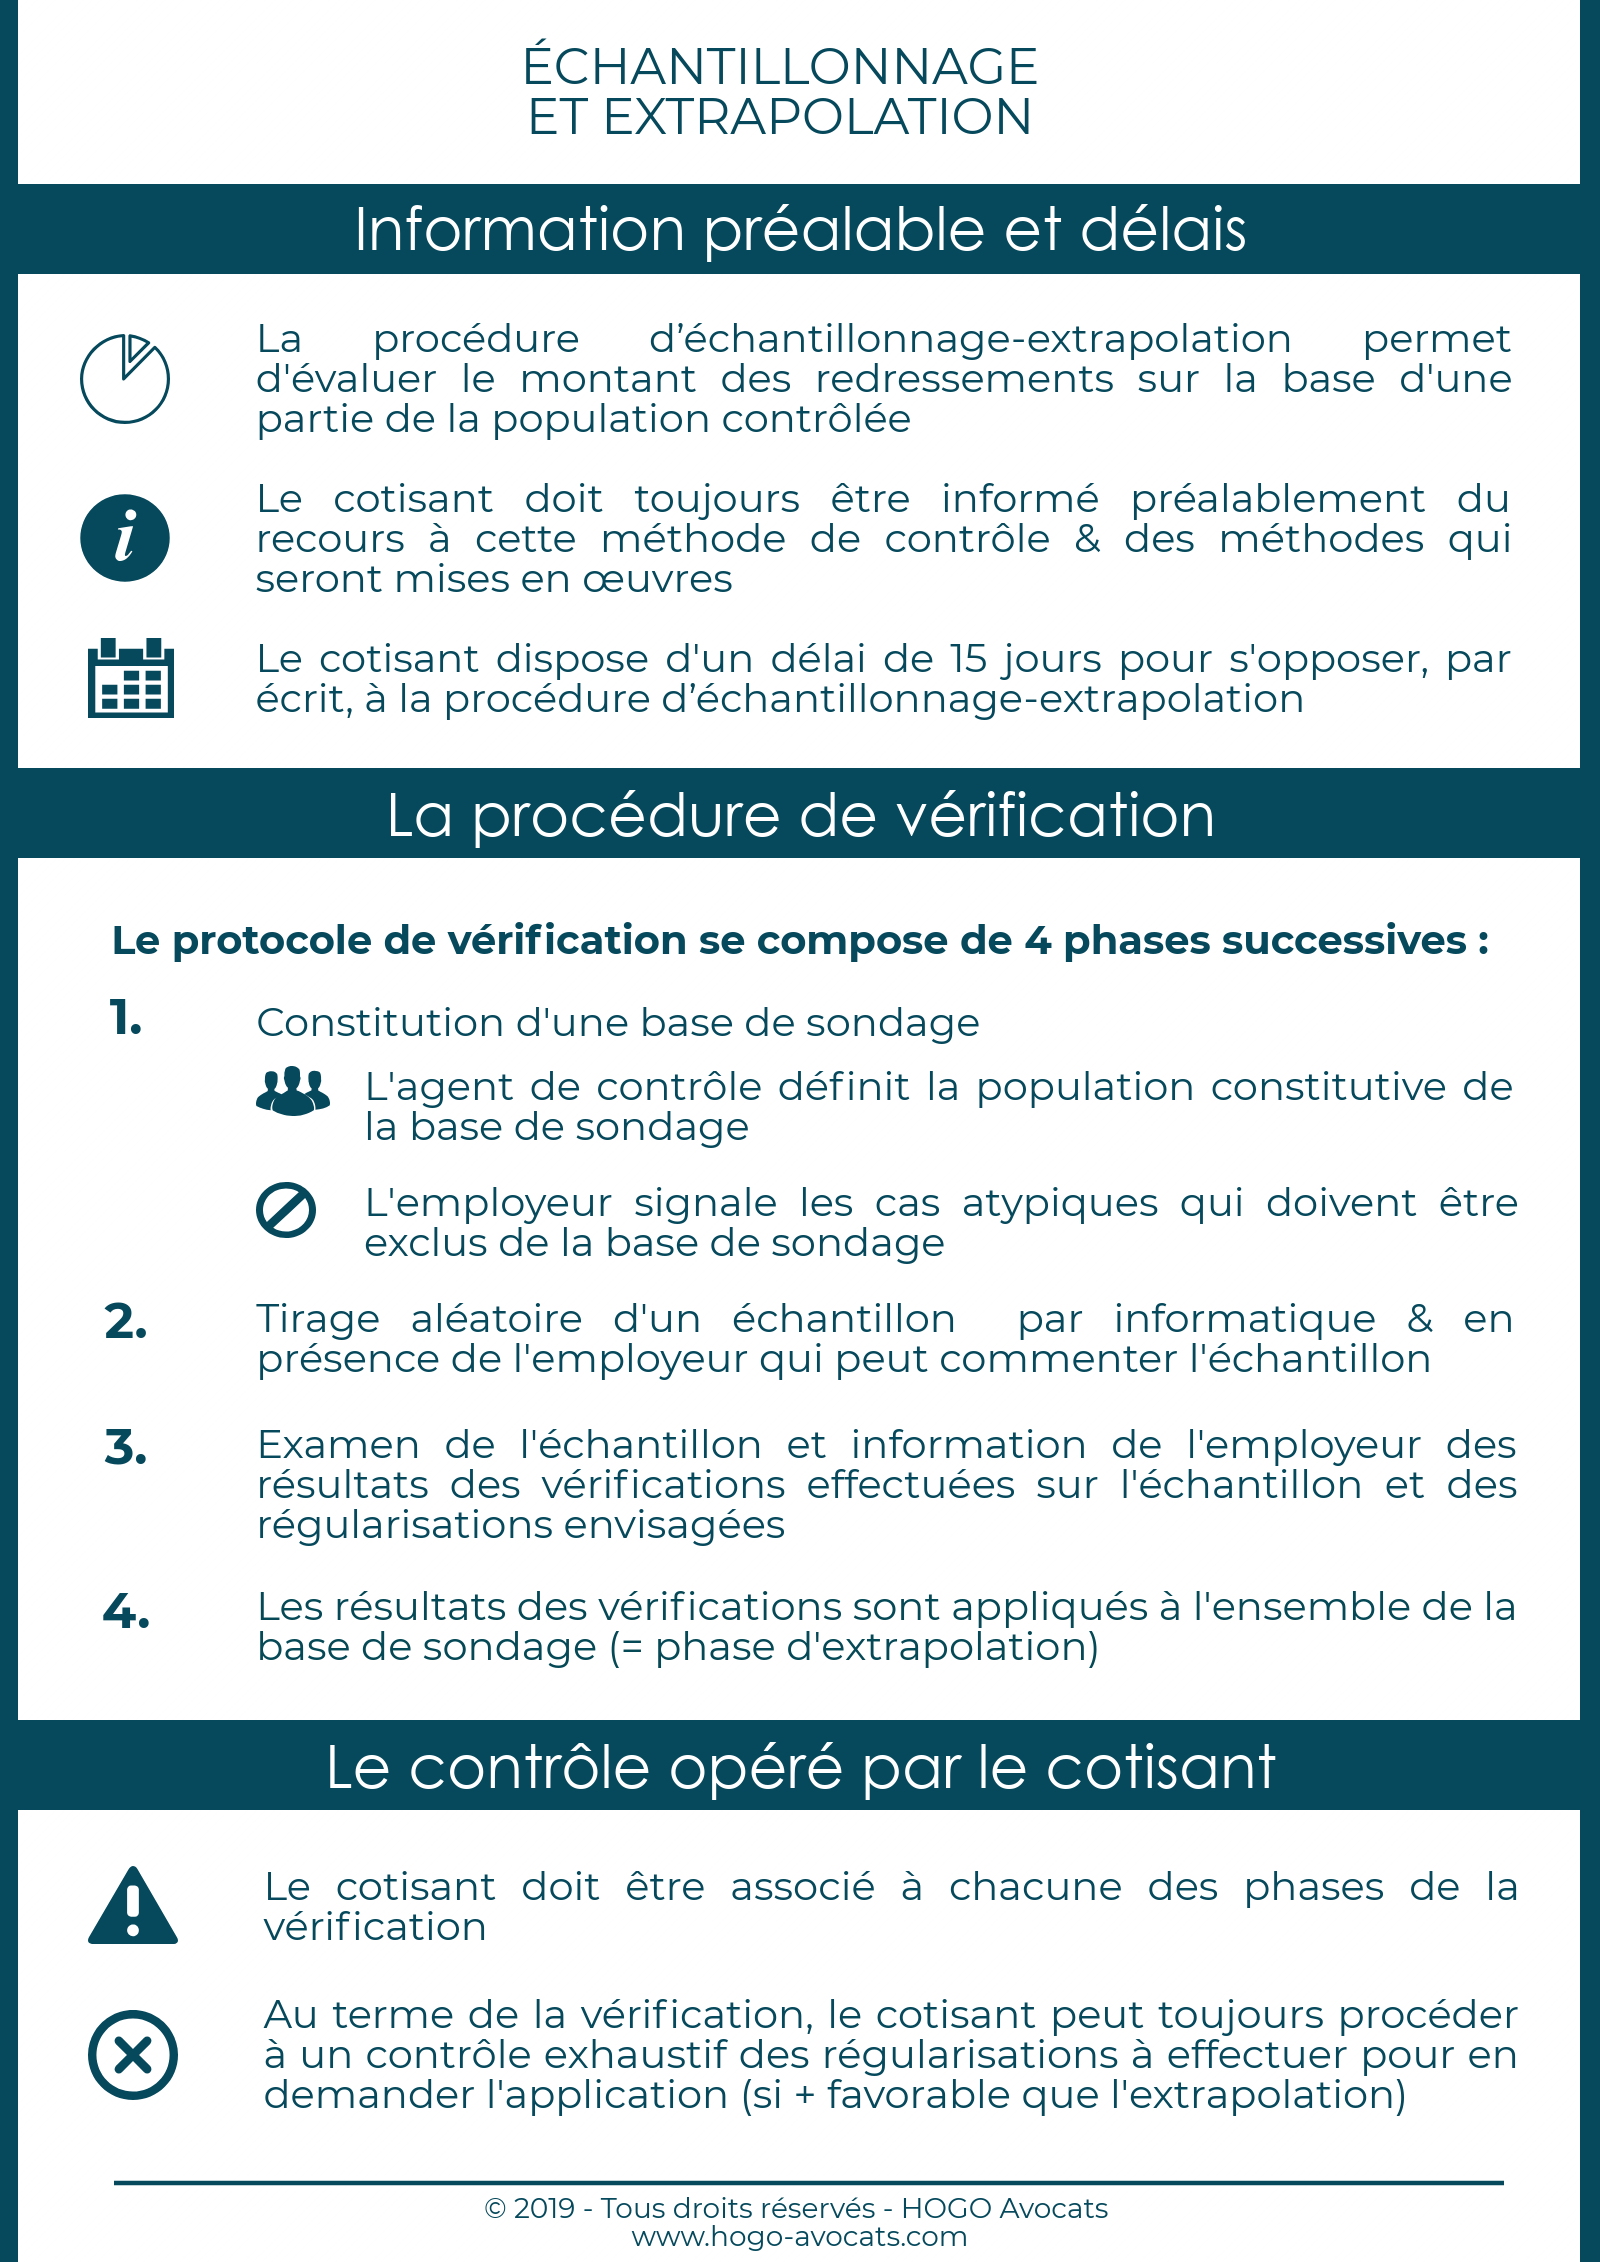 ÉCHANTILLONNAGE
ET EXTRAPOLATION
Information préalable et délais
La procédure d’échantillonnage-extrapolation permet
d'évaluer le montant des redressements sur la base d'une
partie de la population contrôlée
Le cotisant doit toujours être informé préalablement du
recours à cette méthode de contrôle & des méthodes qui
seront mises en œuvres
Le cotisant dispose d'un délai de 15 jours pour s'opposer, par
écrit, à la procédure d’échantillonnage-extrapolation
La procédure de vérification
Le protocole de vérification se compose de 4 phases successives :
1. Constitution d'une base de sondage
L'agent de contrôle définit la population constitutive de
la base de sondage
L'employeur signale les cas atypiques qui doivent être
exclus de la base de sondage
2. Tirage aléatoire d'un échantillon par informatique & en
présence de l'employeur qui peut commenter l'échantillon
3. Examen de l'échantillon et information de l'employeur des
résultats des vérifications effectuées sur l'échantillon et des
régularisations envisagées
4. Les résultats des vérifications sont appliqués à l'ensemble de la
base de sondage (= phase d'extrapolation)
Le contrôle opéré par le cotisant
Le cotisant doit être associé à chacune des phases de la
vérification
Au terme de la vérification, le cotisant peut toujours procéder
à un contrôle exhaustif des régularisations à effectuer pour en
demander l'application (si + favorable que l'extrapolation)
© 2019 - Tous droits réservés - HOGO Avocats
www.hogo-avocats.com